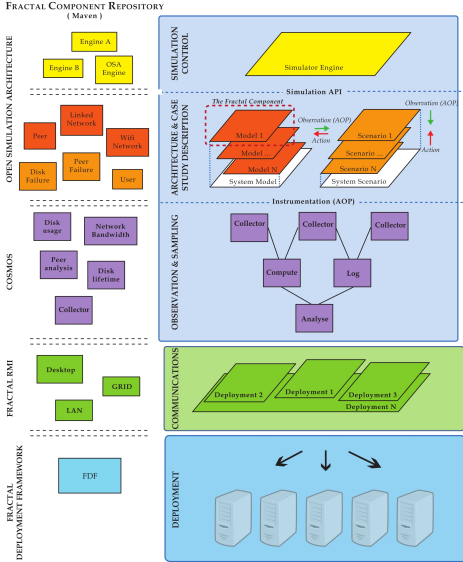 FRACTAL COMPONENT REPOSITORY
( Maven )
OPEN SIMULATION ARCHITECTURE
Engine A
Engine B
OSA
Engine
Linked
Network
Peer
Wifi
Network
Peer
Failure
Disk
Failure
User
COSMOS
Disk
usage
Network
Bandwidth
Peer
analysis
Disk
lifetime
Collector
FRACTAL RMI
Desktop
GRID
LAN
FRACTAL
DEPLOYMENT FRAMEWORK
FDF
SIMULATION
CONTROL
Simulator Engine
Simulation API
ARCHITECTURE & CASE
STUDY DESCRIPTION
The Fractal Component
Model 1
Model ...
Model N
System Model
Observation (AOP)
Action
Scenario 1
Scenario ...
Scenario N
System Scenario
Observation (AOP)
Action
Instrumentation (AOP)
OBSERVATION & SAMPLING
Collector
Collector
Collector
Compute
Log
Analyse
COMMUNICATIONS
Deployment 2
Deployment 1
Deployment 3
Deployment N
DEPLOYMENT